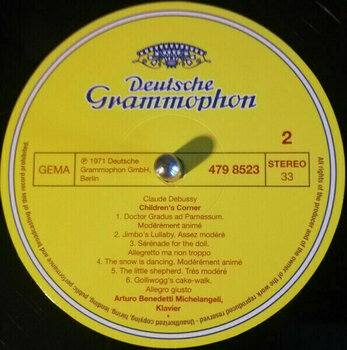 Deutsche
Grammophon
2
GEMA
℗ 1971 Deutsche
Grammophon GmbH,
Berlin
479 8523
STEREO
33
Claude Debussy
Children's Corner
1. Doctor Gradus ad Parnassum.
Modérément animé
2. Jimbo's Lullaby. Assez modéré
3. Sérénade for the doll.
Allegretto ma non troppo
4. The snow is dancing. Modérément animé
5. The little shepherd. Très modéré
6. Golliwogg's cake-walk.
Allegro giusto
Arturo Benedetti Michelangeli,
Klavier
All rights of the producer and of the owner of the work reproduced reserved. Unauthorized copying, hiring, lending, public performance and broadcasting of this record prohibited.